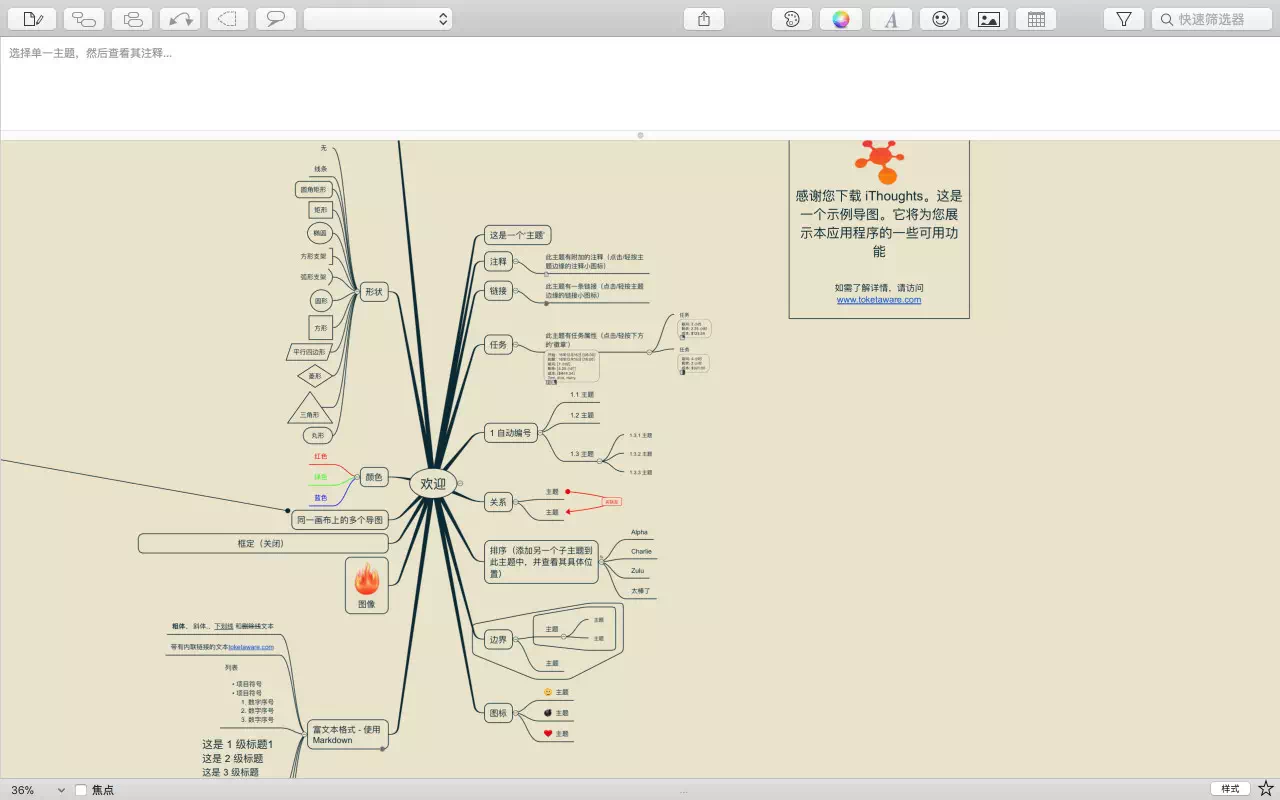 快速筛选器
选择单一主题，然后查看其注释...
无
线条
圆角矩形
矩形
椭圆
方形支架
弧形支架
圆形
方形
平行四边形
菱形
三角形
丸形
形状
红色
绿色
蓝色
颜色
同一画布上的多个导图
框定（关闭）
图像
粗体、 斜体、 下划线 和删除线文本
带有内联链接的文本toketaware.com
列表
• 项目符号
• 项目符号
1. 数字序号
2. 数字序号
3. 数字序号
富文本格式 - 使用
Markdown
这是 1 级标题1
这是 2 级标题
这是 3 级标题
欢迎
这是一个"主题"
注释
此主题有附加的注释（点击/轻按主
题边缘的注释小图标）
链接
此主题有一条链接（点击/轻按主题
边缘的链接小图标）
任务
此主题有任务属性（点击/轻按下方
的"徽章"）
任务
任务
1 自动编号
1.1 主题
1.2 主题
1.3 主题
1.3.1 主题
1.3.2 主题
1.3.3 主题
关系
主题
主题
排序（添加另一个子主题到
此主题中，并查看其具体位
置）
Alpha
Charlie
Zulu
太棒了
边界
主题
主题
主题
主题
图标
主题
主题
主题
感谢您下载 iThoughts。这是
一个示例导图。它将为您展
示本应用程序的一些可用功
能
如需了解详情，请访问
www.toketaware.com
36%
焦点
...
样式